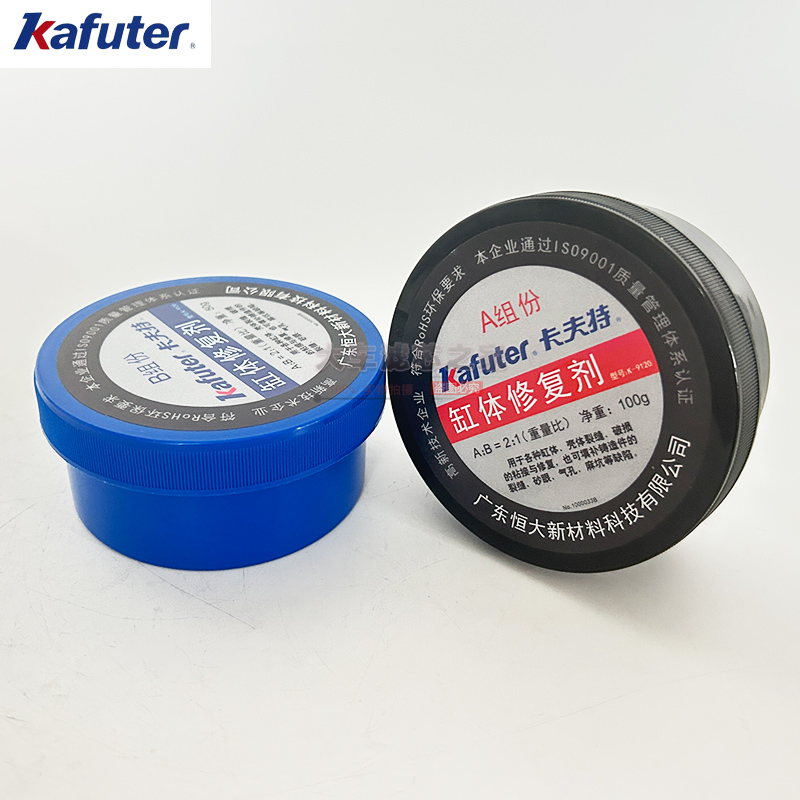 Kafuter®
B组份
Kafuter® 卡夫特®
缸体修复剂
A:B=2:1(重量比) 净重: 50g
符合RoHS环保要求 本企业通过ISO9001质量管理体系认证
高新技术企业
广东恒大新材料科技有限公司
A组份
Kafuter® 卡夫特®
型号:K-9120
缸体修复剂
A:B=2:1(重量比) 净重: 100g
用于各种缸体、壳体裂缝、破损
的粘接与修复,也可填补铸造件的
裂缝、砂眼、气孔、麻坑等缺陷。
No.1000033B
高新技术企业 符合RoHS环保要求 本企业通过ISO9001质量管理体系认证
广东恒大新材料科技有限公司